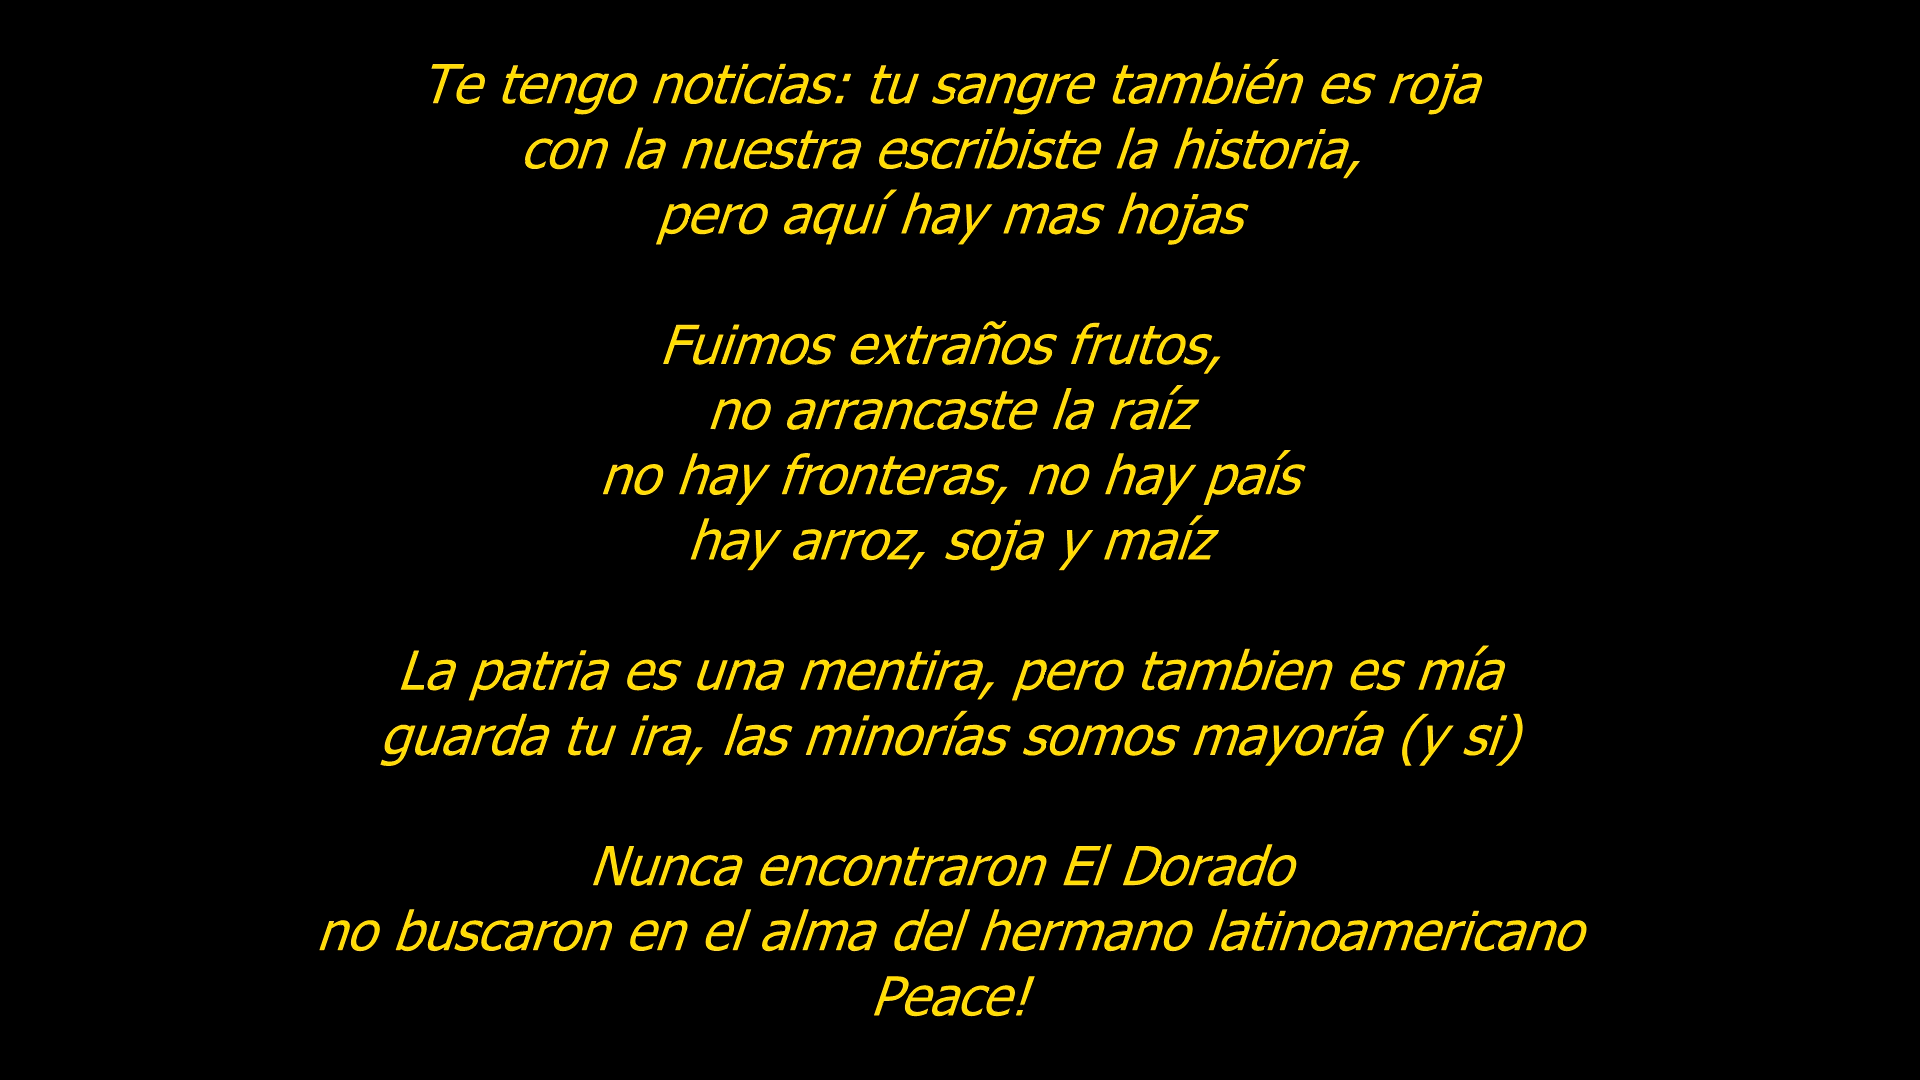 Te tengo noticias: tu sangre también es roja
con la nuestra escribiste la historia,
pero aquí hay mas hojas
Fuimos extraños frutos,
no arrancaste la raíz
no hay fronteras, no hay país
hay arroz, soja y maíz
La patria es una mentira, pero tambien es mía
guarda tu ira, las minorías somos mayoría (y si)
Nunca encontraron El Dorado
no buscaron en el alma del hermano latinoamericano
Peace!